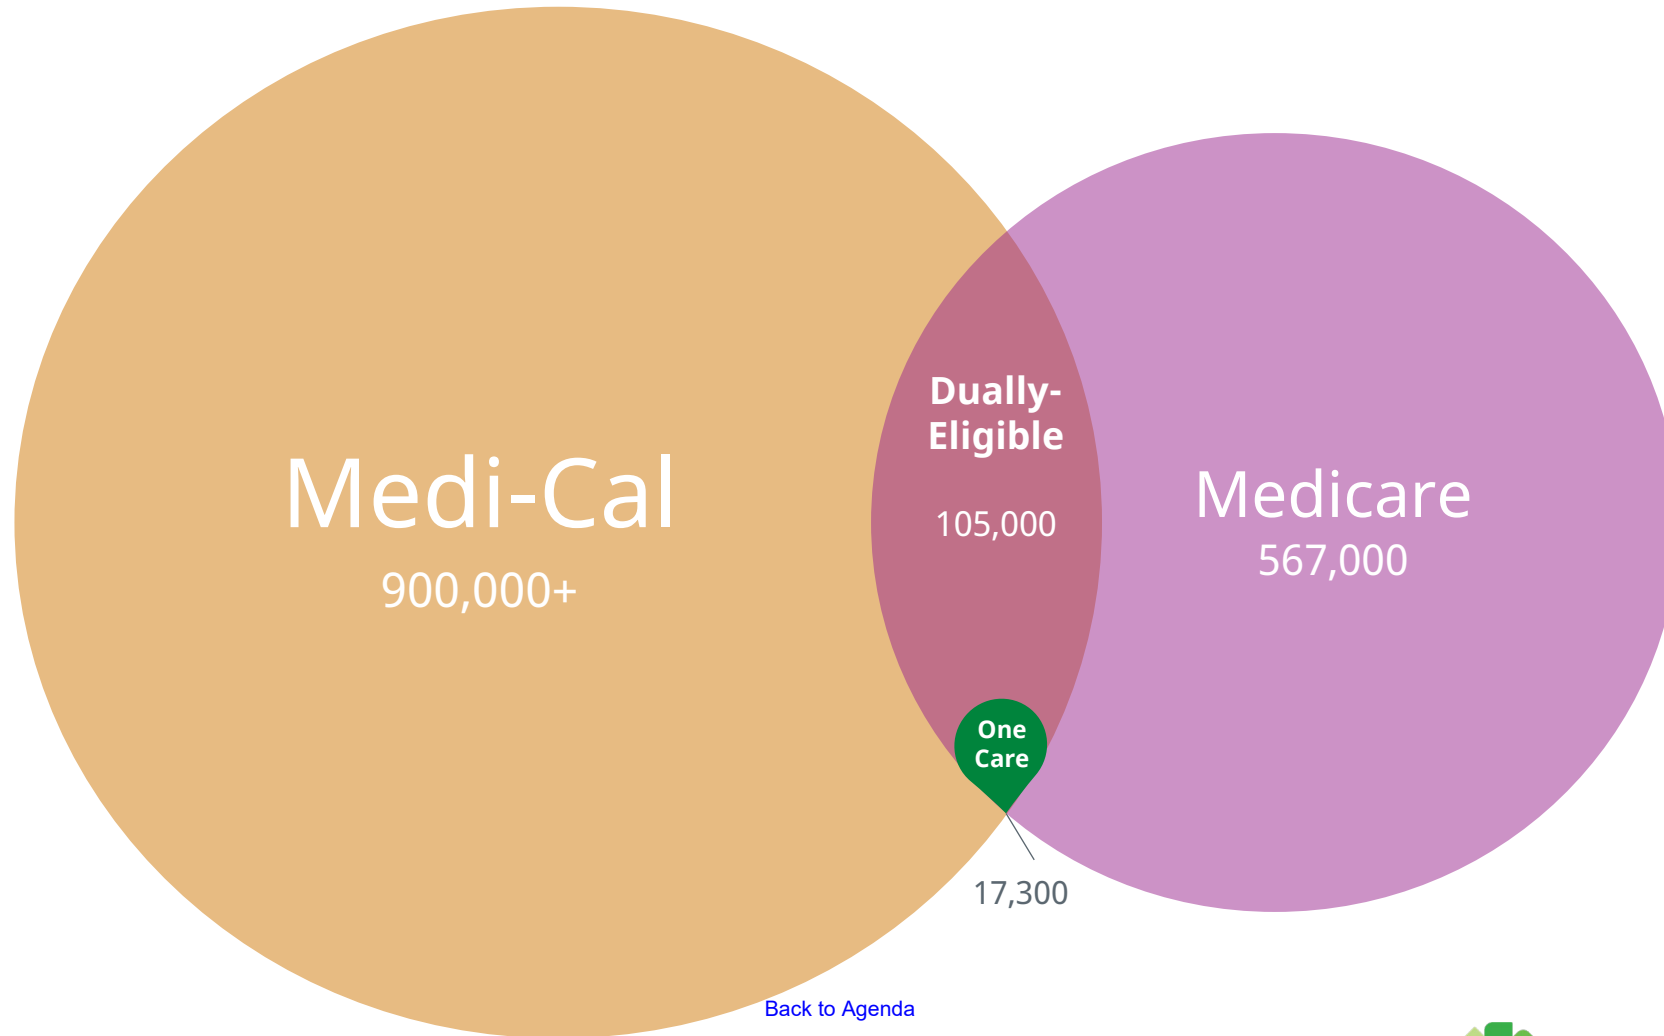 Medi-Cal
900,000+
Dually-
Eligible
105,000
Medicare
567,000
One
Care
17,300
Back to Agenda